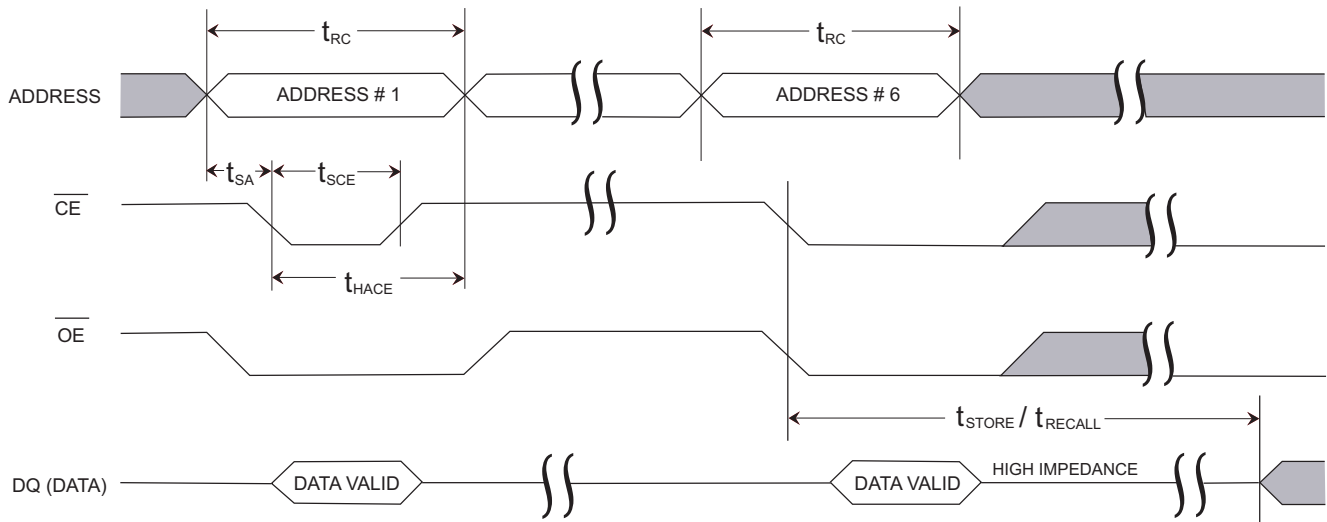 tRC tRC
ADDRESS ADDRESS # 1 ADDRESS # 6
tSA tSCE
CE
tHACE
OE
tSTORE / tRECALL
DQ (DATA) DATA VALID DATA VALID HIGH IMPEDANCE